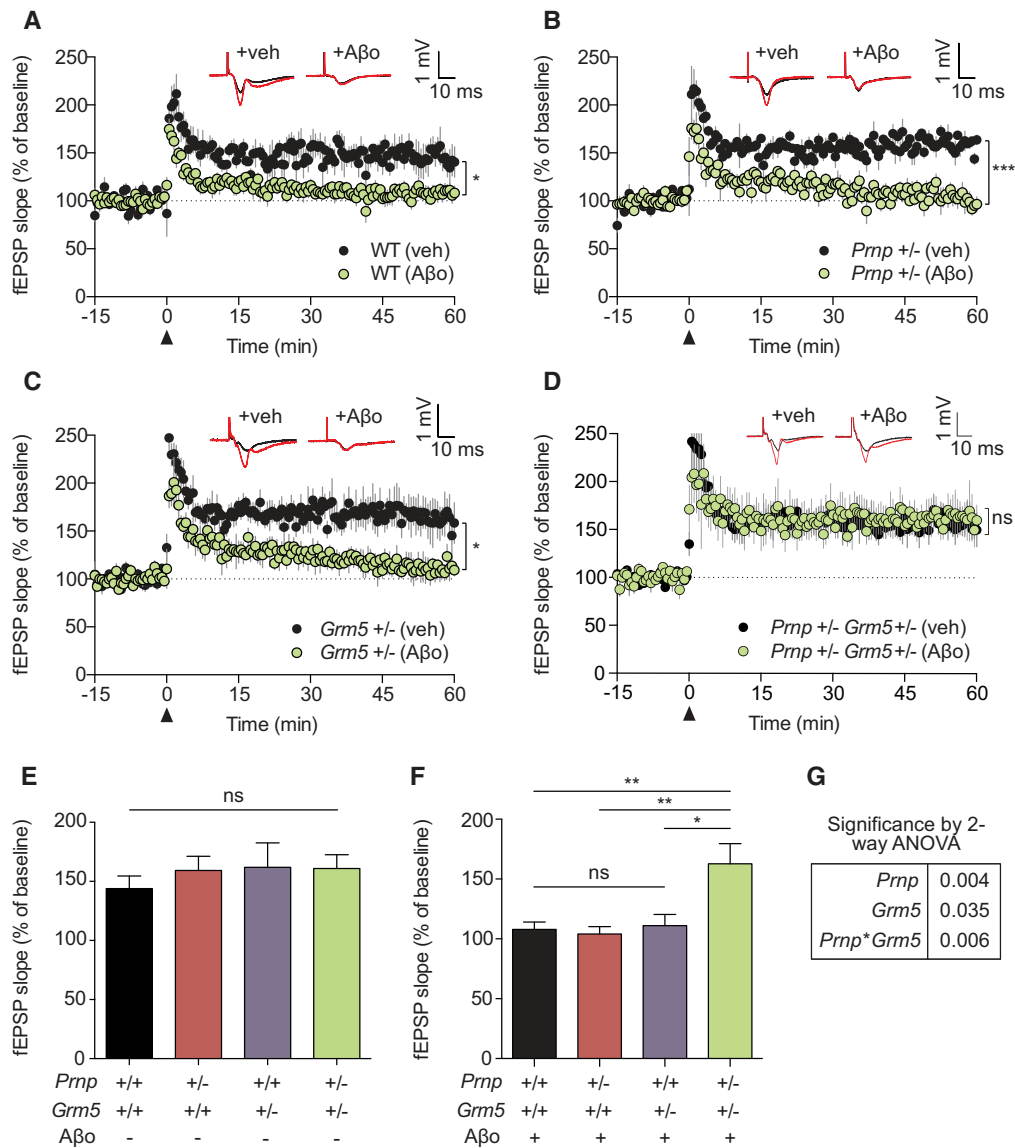 A
fEPSP slope (% of baseline)
250
200
150
100
50
0
-15
0
15
30
45
60
Time (min)
+veh
+Aβo
1 mV
10 ms
*
WT (veh)
WT (Aβo)
B
fEPSP slope (% of baseline)
250
200
150
100
50
0
-15
0
15
30
45
60
Time (min)
+veh
+Aβo
1 mV
10 ms
***
Prnp +/- (veh)
Prnp +/- (Aβo)
C
fEPSP slope (% of baseline)
250
200
150
100
50
0
-15
0
15
30
45
60
Time (min)
+veh
+Aβo
1 mV
10 ms
*
Grm5 +/- (veh)
Grm5 +/- (Aβo)
D
fEPSP slope (% of baseline)
250
200
150
100
50
0
-15
0
15
30
45
60
Time (min)
+veh
+Aβo
1 mV
10 ms
ns
Prnp +/- Grm5+/- (veh)
Prnp +/- Grm5+/- (Aβo)
E
fEPSP slope (% of baseline)
200
150
100
50
0
ns
Prnp +/+ +/- +/+ +/-
Grm5 +/+ +/+ +/- +/-
Aβo - - - -
F
fEPSP slope (% of baseline)
200
150
100
50
0
**
**
*
ns
Prnp +/+ +/- +/+ +/-
Grm5 +/+ +/+ +/- +/-
Aβo + + + +
G
Significance by 2-
way ANOVA
Prnp 0.004
Grm5 0.035
Prnp*Grm5 0.006